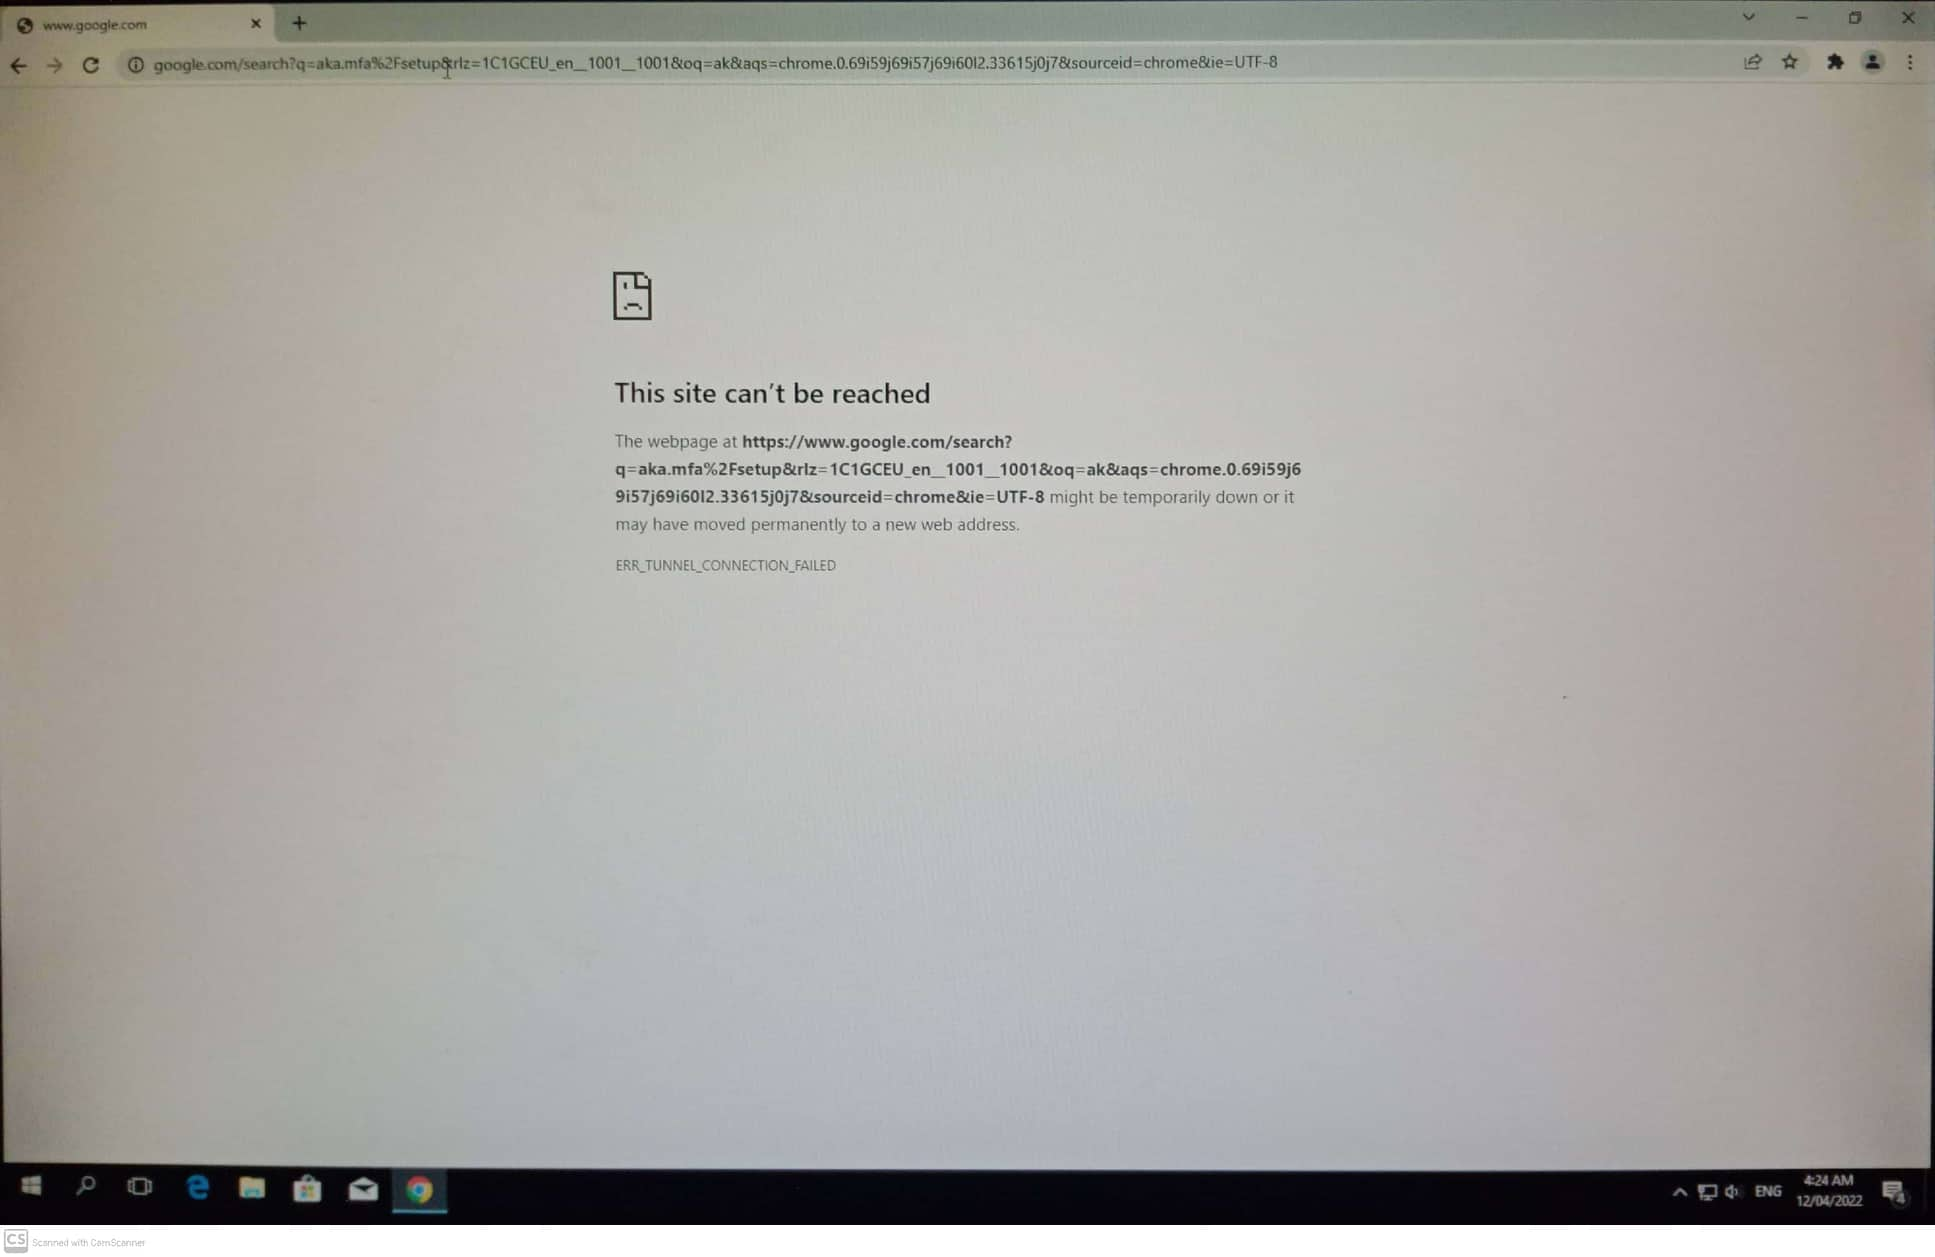 www.google.com
google.com/search?q=aka.mfa%2Fsetup&rlz=1C1GCEU_en__1001__1001&oq=ak&aqs=chrome.0.69i59j69i57j69i60l2.33615j0j7&sourceid=chrome&ie=UTF-8
This site can't be reached
The webpage at https://www.google.com/search?
q=aka.mfa%2Fsetup&rlz=1C1GCEU_en__1001__1001&oq=ak&aqs=chrome.0.69i59j6
9i57j69i60l2.33615j0j7&sourceid=chrome&ie=UTF-8 might be temporarily down or it
may have moved permanently to a new web address.
ERR_TUNNEL_CONNECTION_FAILED
ENG
4:24 AM
12/04/2022
4
CS Scanned with CamScanner